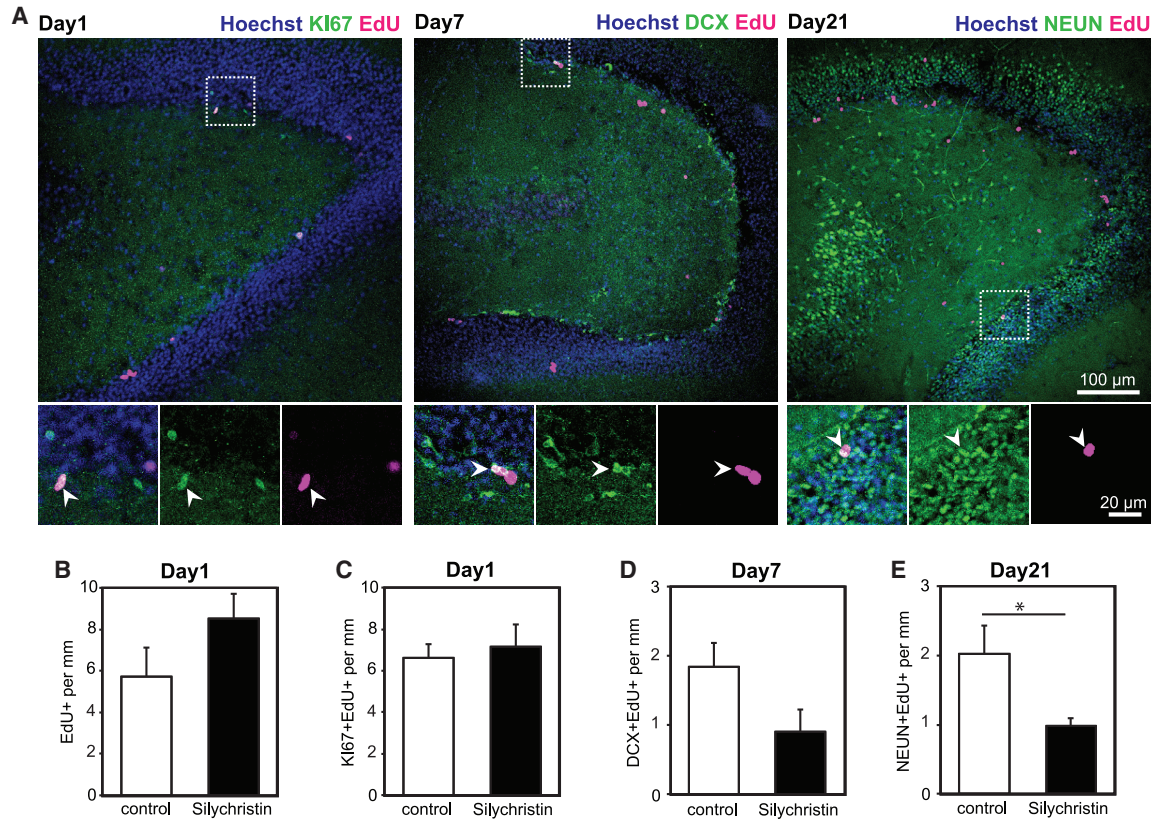 A
Day1 Hoechst KI67 EdU
Day7 Hoechst DCX EdU
Day21 Hoechst NEUN EdU
100 µm
20 µm
B Day1
EdU+ per mm
10
8
6
4
2
0
control Silychristin
C Day1
KI67+EdU+ per mm
10
8
6
4
2
0
control Silychristin
D Day7
DCX+EdU+ per mm
3
2
1
0
control Silychristin
E Day21
NEUN+EdU+ per mm
3
2
1
0
*
control Silychristin